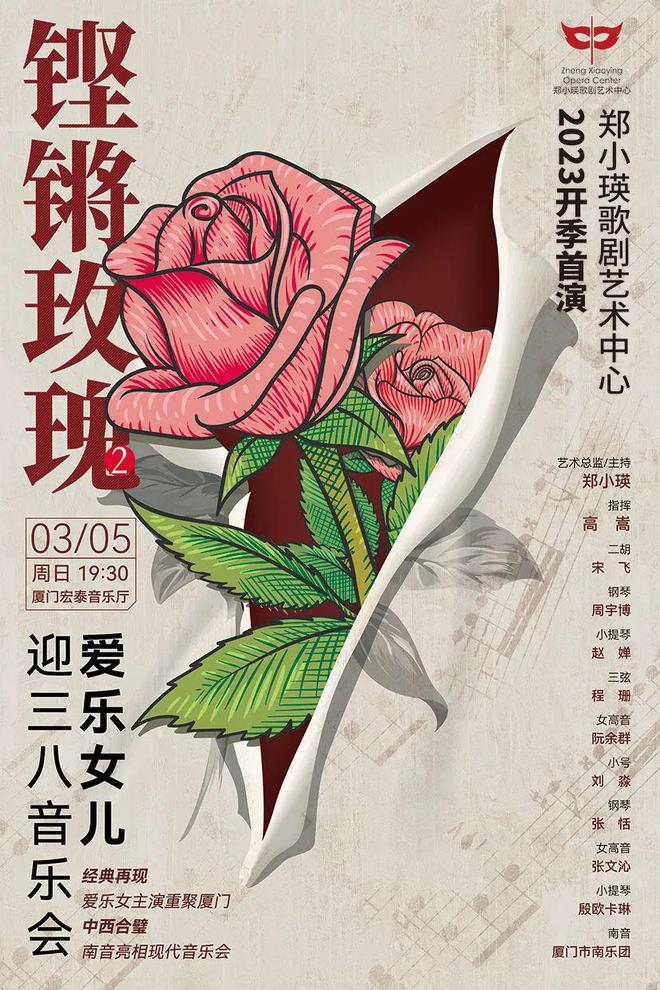 铿锵玫瑰2
Zheng Xiaoying
Opera Center
郑小瑛歌剧艺术中心
郑小瑛歌剧艺术中心
2023开季首演
03/05
周日 19:30
厦门宏泰音乐厅
爱乐女儿
迎三八音乐会
经典再现
爱乐女主演重聚厦门
中西合璧
南音亮相现代音乐会
艺术总监/主持
郑小瑛
指挥
高 嵩
二胡
宋 飞
钢琴
周宇博
小提琴
赵 婵
三弦
程 珊
女高音
阮余群
小号
刘 淼
钢琴
张 恬
女高音
张文沁
小提琴
殷欧卡琳
南音
厦门市南乐团